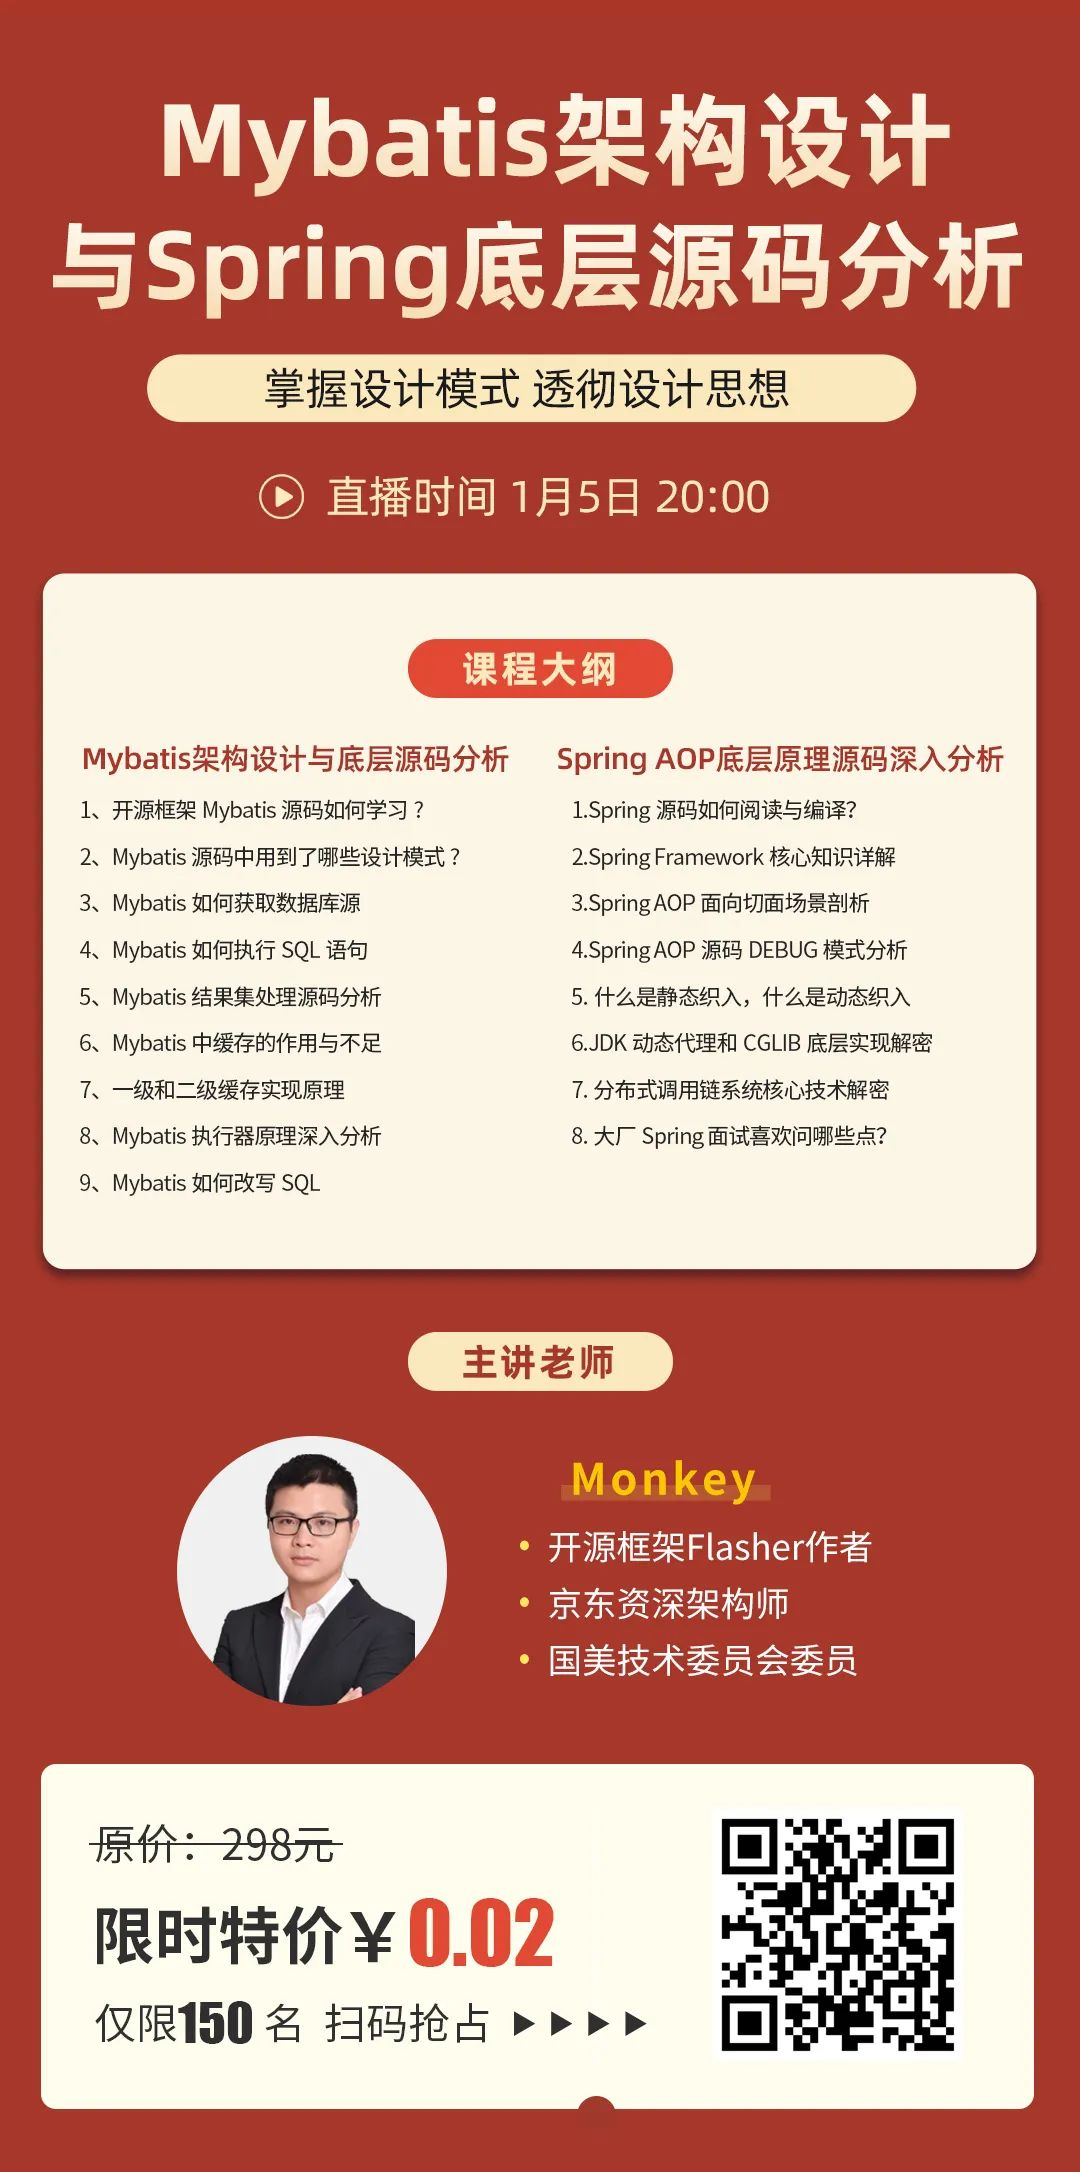 Mybatis架构设计
与Spring底层源码分析
掌握设计模式 透彻设计思想
直播时间 1月5日 20:00
课程大纲
Mybatis架构设计与底层源码分析
1、开源框架 Mybatis 源码如何学习？
2、Mybatis 源码中用到了哪些设计模式？
3、Mybatis 如何获取数据库源
4、Mybatis 如何执行 SQL 语句
5、Mybatis 结果集处理源码分析
6、Mybatis 中缓存的作用与不足
7、一级和二级缓存实现原理
8、Mybatis 执行器原理深入分析
9、Mybatis 如何改写 SQL
Spring AOP底层原理源码深入分析
1.Spring 源码如何阅读与编译?
2.Spring Framework 核心知识详解
3.Spring AOP 面向切面场景剖析
4.Spring AOP 源码 DEBUG 模式分析
5. 什么是静态织入，什么是动态织入
6.JDK 动态代理和 CGLIB 底层实现解密
7. 分布式调用链系统核心技术解密
8. 大厂 Spring 面试喜欢问哪些点?
主讲老师
Monkey
• 开源框架Flasher作者
• 京东资深架构师
• 国美技术委员会委员
原价：298元
限时特价￥0.02
仅限150 名 扫码抢占 ▶ ▶ ▶ ▶